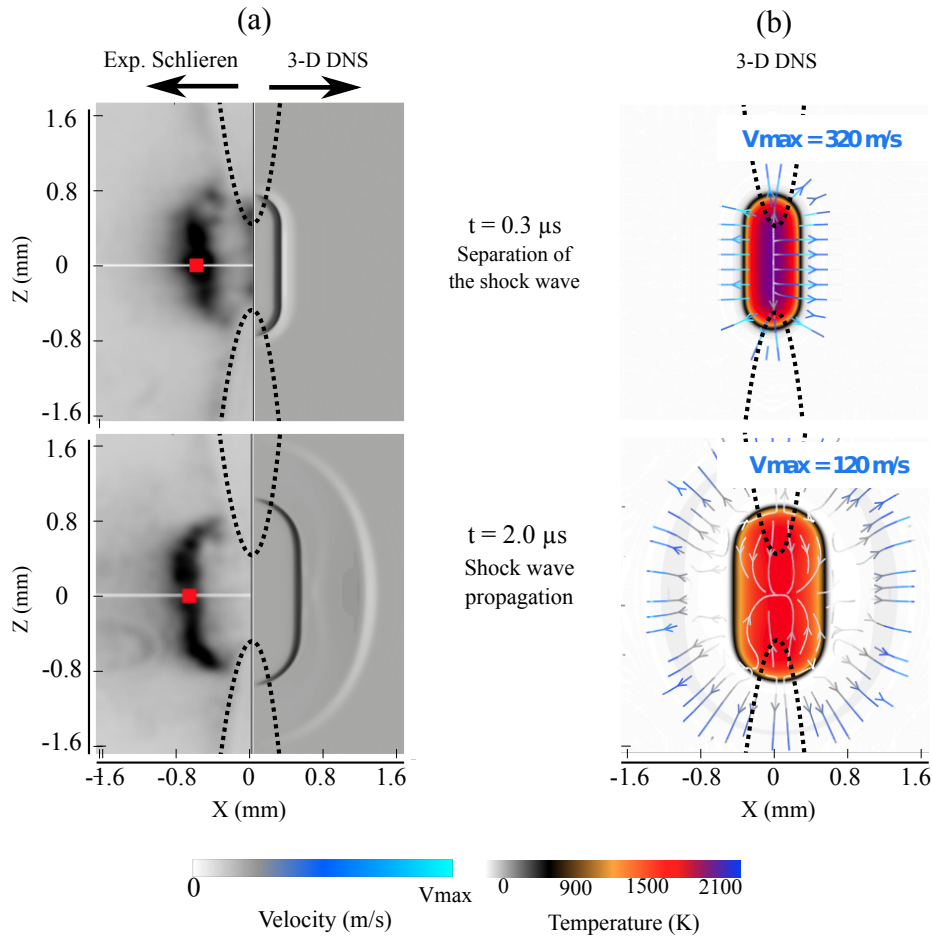 (a)
(b)
Exp. Schlieren
3-D DNS
3-D DNS
1.6
0.8
0
-0.8
-1.6
Z (mm)
Vmax = 320 m/s
t = 0.3 µs
Separation of
the shock wave
1.6
0.8
0
-0.8
-1.6
Z (mm)
Vmax = 120 m/s
t = 2.0 µs
Shock wave
propagation
-1.6
-0.8
0
0.8
1.6
X (mm)
-1.6
-0.8
0
0.8
1.6
X (mm)
0
Vmax
Velocity (m/s)
0
900
1500
2100
Temperature (K)